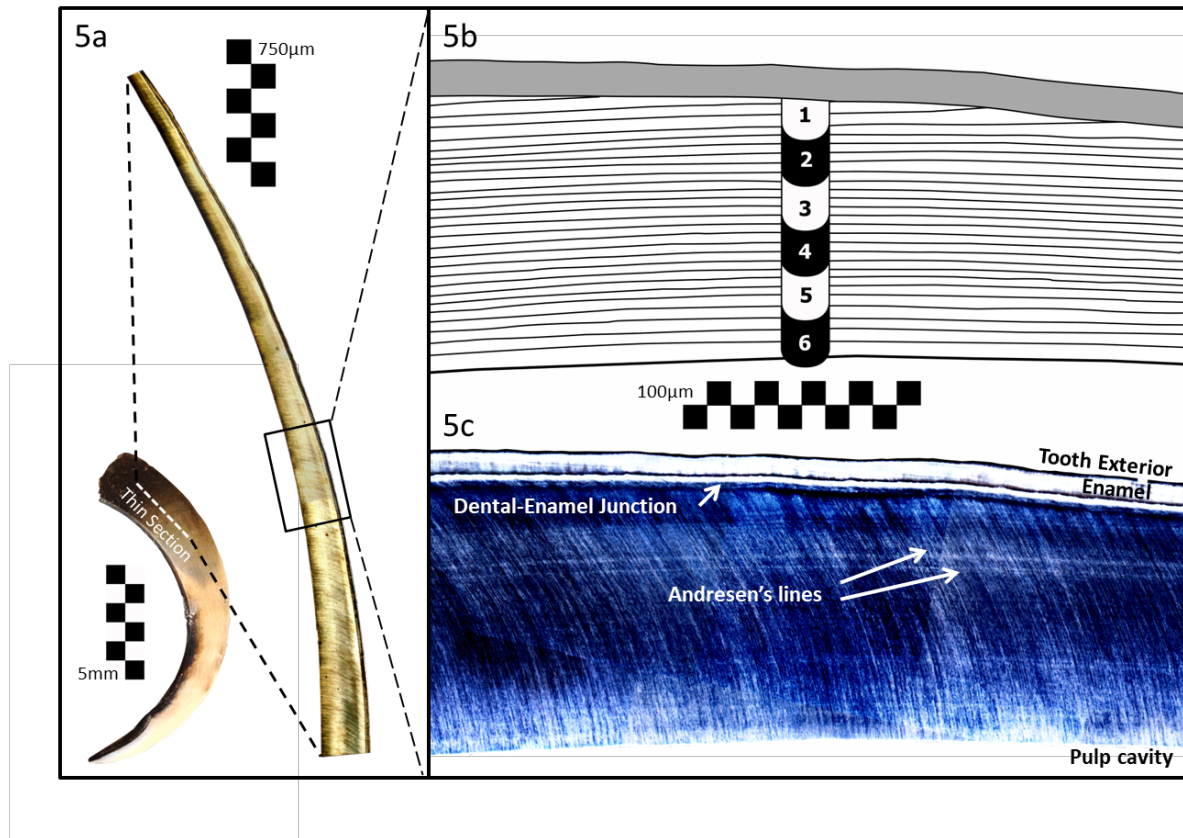 5a
750µm
Thin Section
5mm
5b
1
2
3
4
5
6
100µm
5c
Tooth Exterior
Enamel
Dental-Enamel Junction
Andresen's lines
Pulp cavity